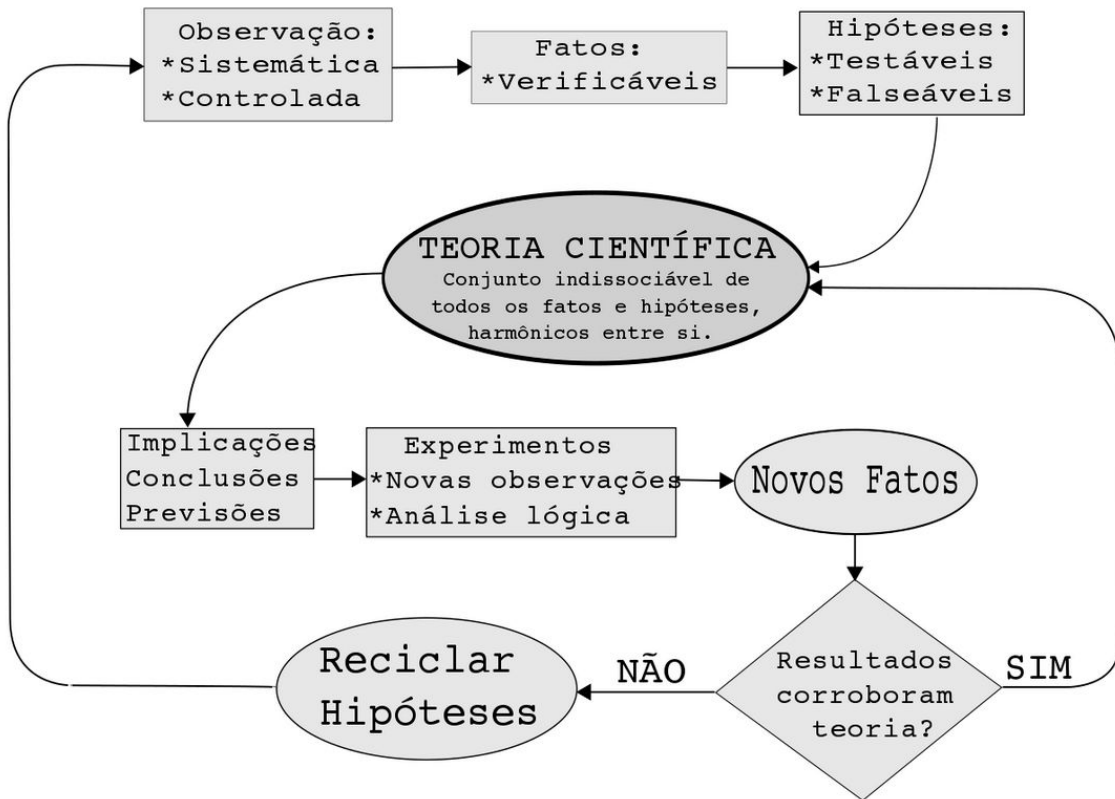 Observação:
*Sistemática
*Controlada
Fatos:
*Verificáveis
Hipóteses:
*Testáveis
*Falseáveis
TEORIA CIENTÍFICA
Conjunto indissociável de
todos os fatos e hipóteses,
harmônicos entre si.
Implicações
Conclusões
Previsões
Experimentos
*Novas observações
*Análise lógica
Novos Fatos
Resultados
corroboram
teoria?
SIM
NÃO
Reciclar
Hipóteses